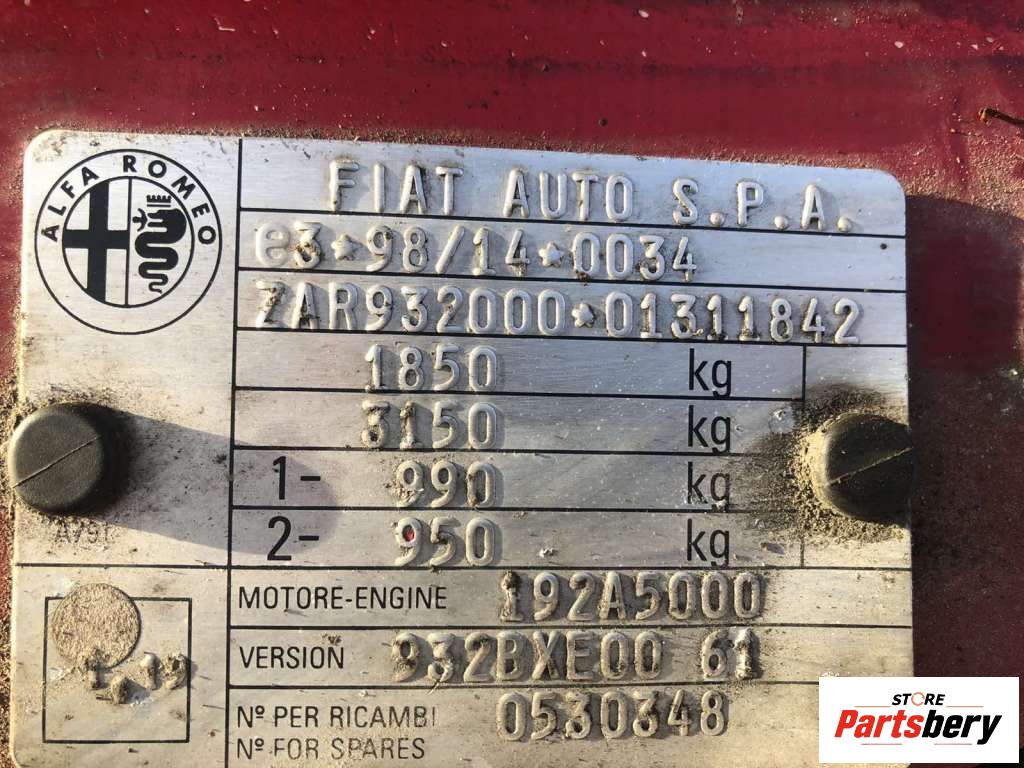 ALFA ROMEO
FIAT AUTO S.P.A.
e3*98/14*0034
ZAR932000*01311842
1850 kg
3150 kg
1- 990 kg
2- 950 kg
MOTORE-ENGINE 192A5000
VERSION 932BXE00 61
Nº PER RICAMBI
Nº FOR SPARES
0530348
STORE
Partsbery